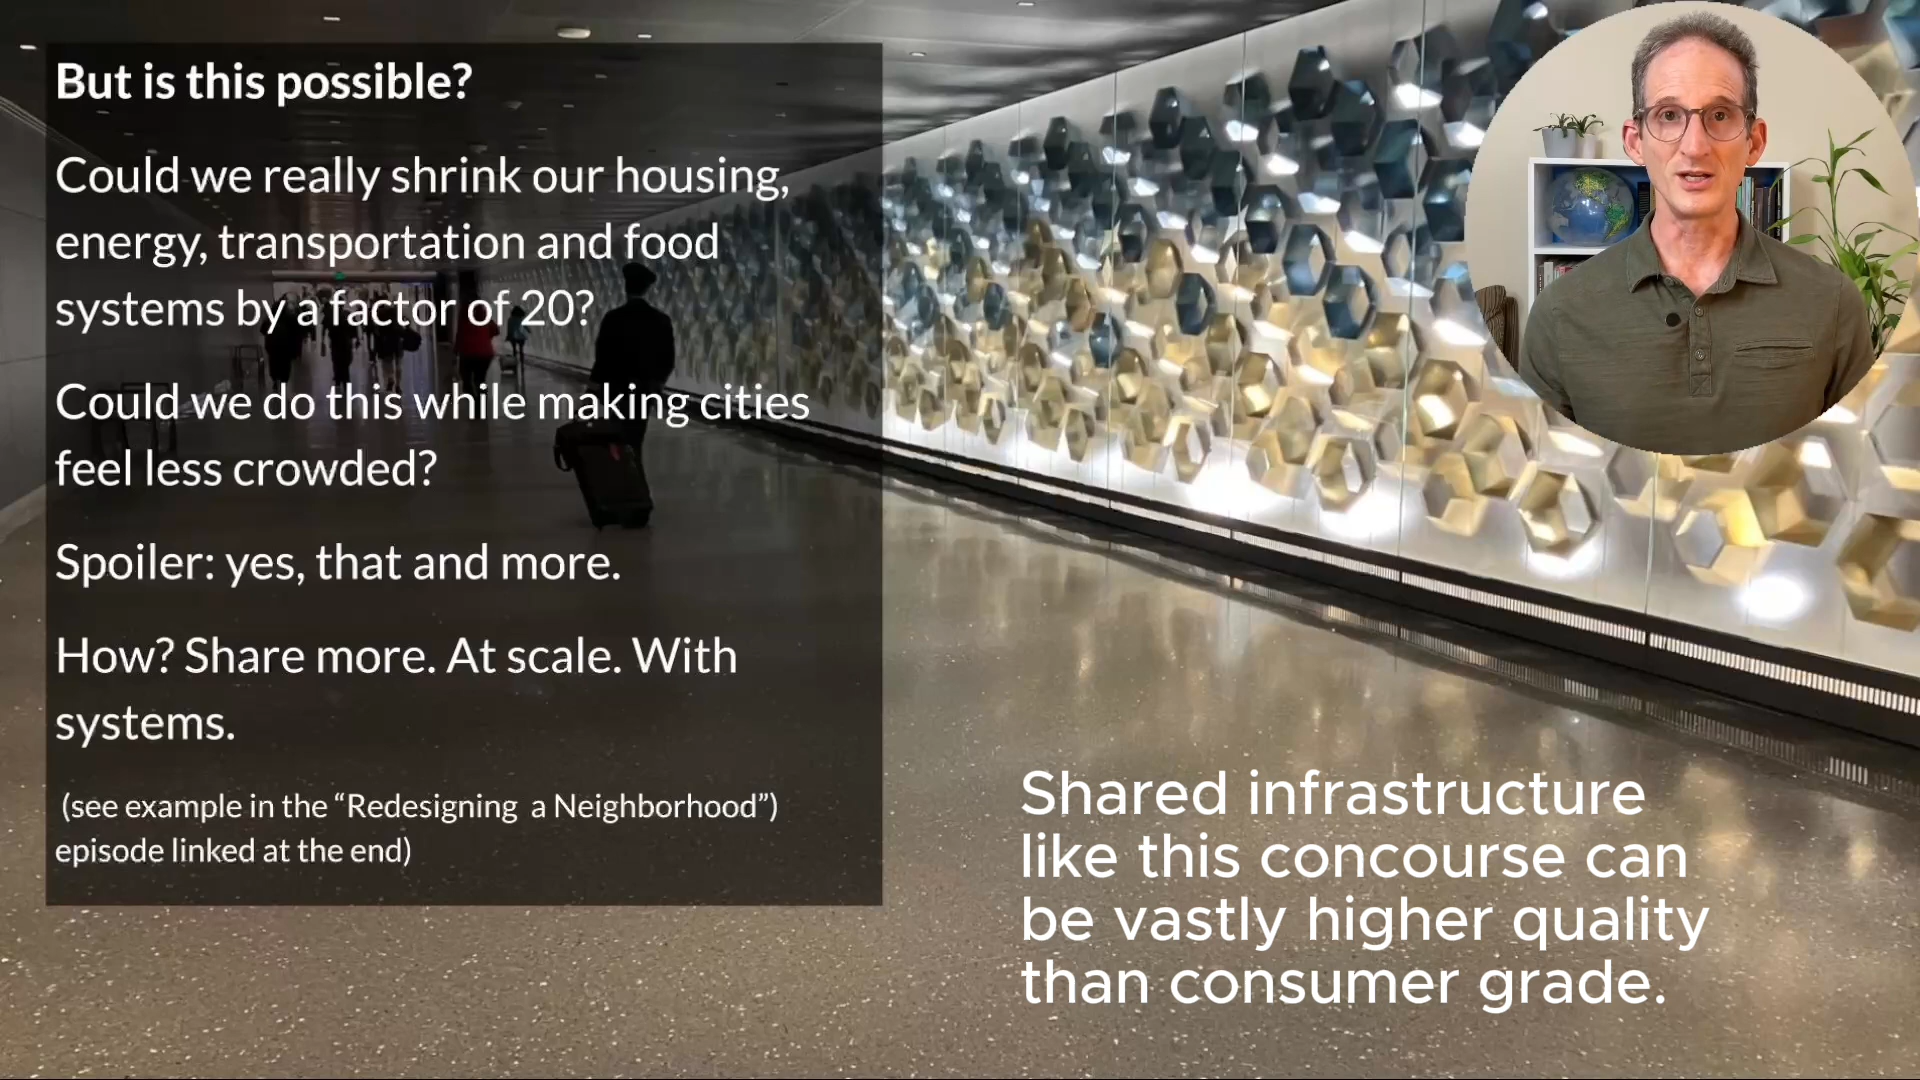 But is this possible?
Could we really shrink our housing,
energy, transportation and food
systems by a factor of 20?
Could we do this while making cities
feel less crowded?
Spoiler: yes, that and more.
How? Share more. At scale. With
systems.
(see example in the “Redesigning a Neighborhood”)
episode linked at the end)
Shared infrastructure
like this concourse can
be vastly higher quality
than consumer grade.